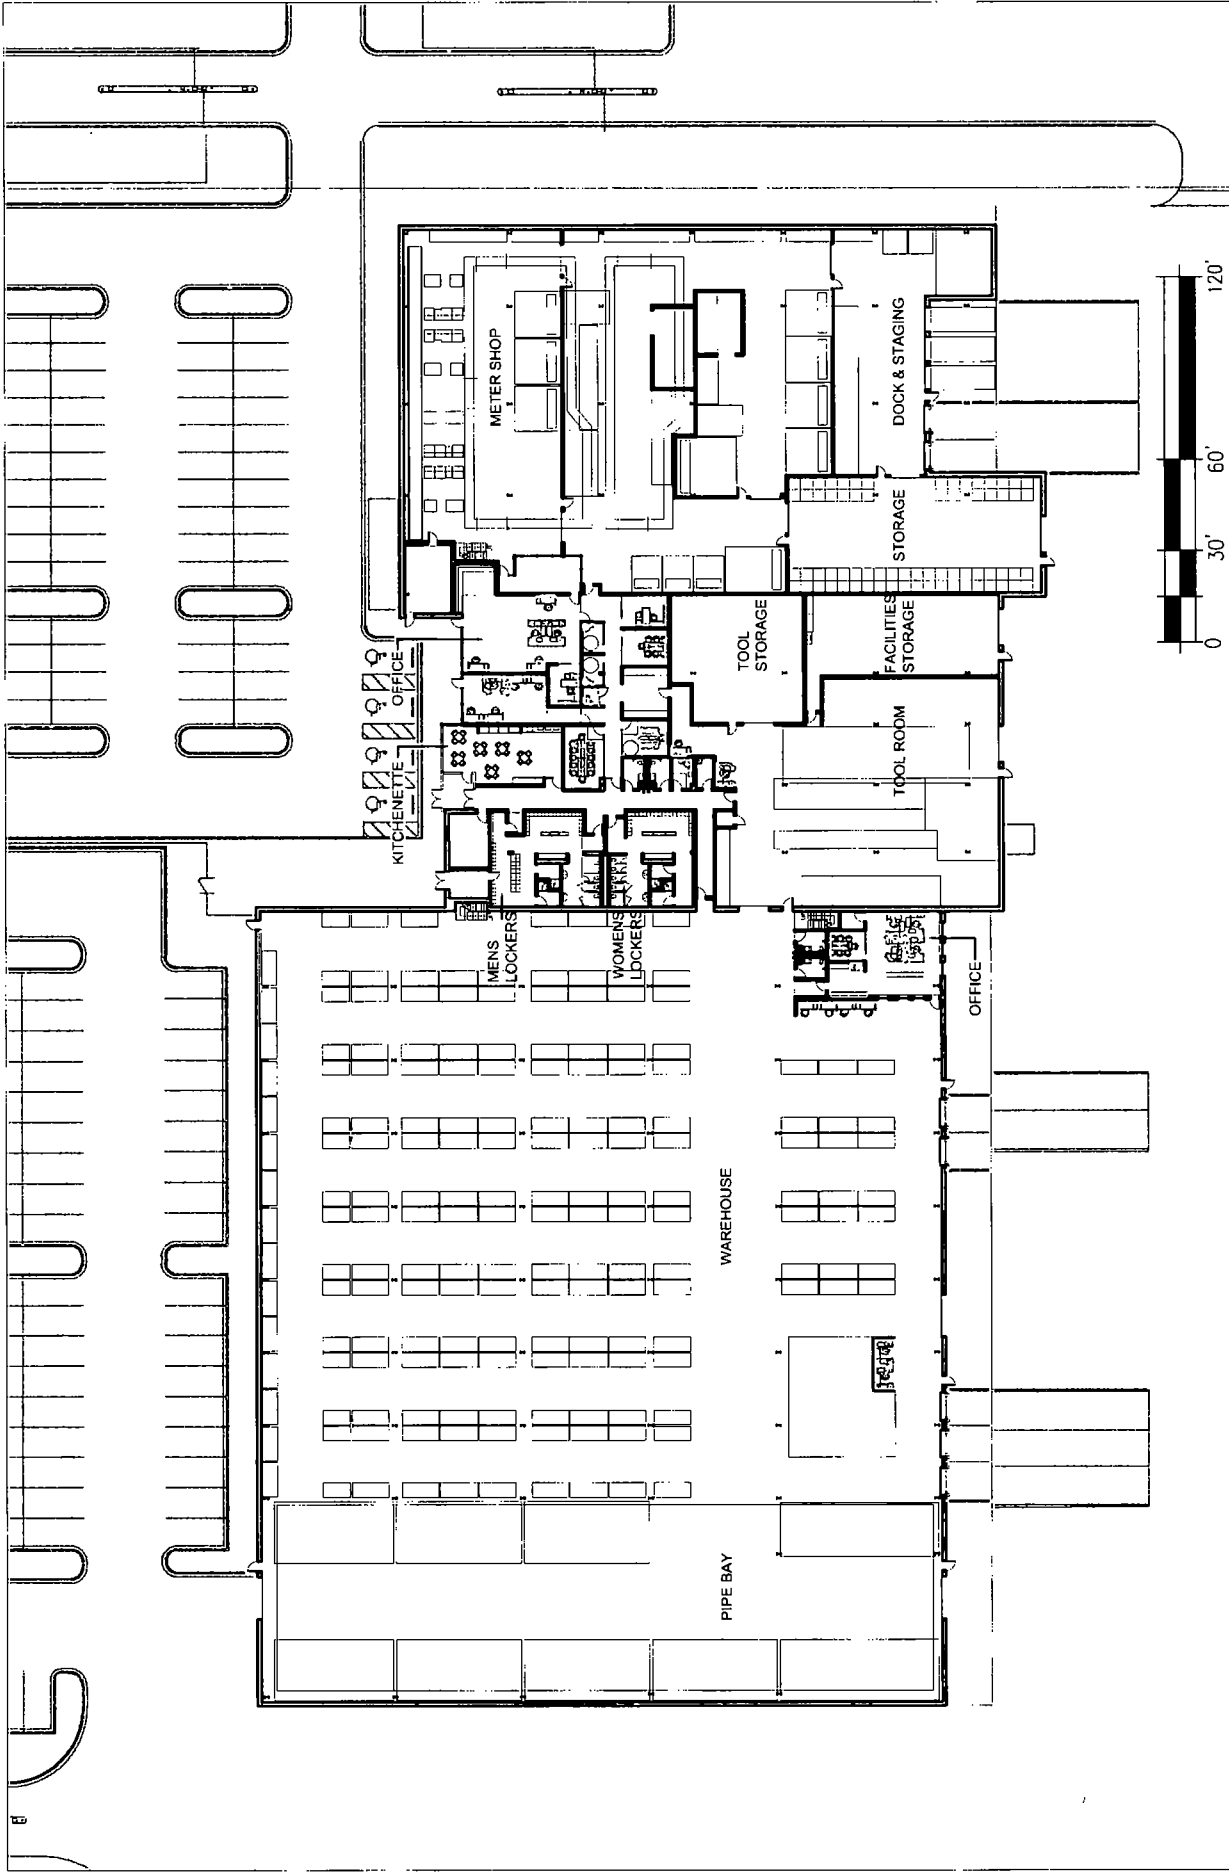 METER SHOP
DOCK & STAGING
STORAGE
OFFICE
TOOL
STORAGE
FACILITIES
STORAGE
TOOL ROOM
KITCHENETTE
MENS
LOCKERS
WOMENS
LOCKERS
OFFICE
WAREHOUSE
PIPE BAY
0
30'
60'
120'